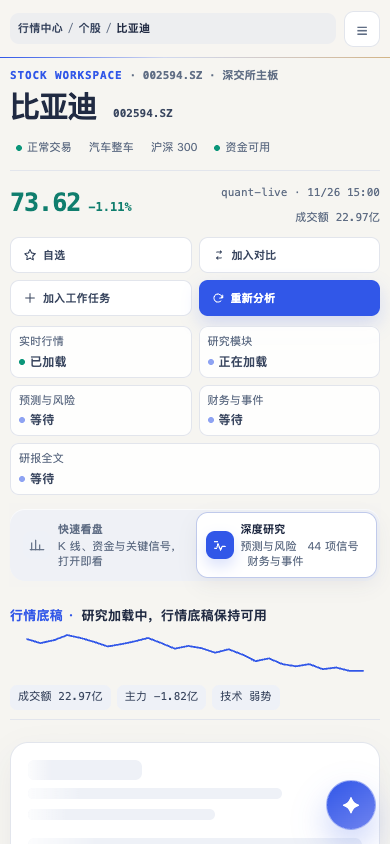 行情中心 / 个股 / 比亚迪
STOCK WORKSPACE · 002594.SZ · 深交所主板
比亚迪 002594.SZ
正常交易 汽车整车 沪深 300 资金可用
73.62 −1.11%
quant-live · 11/26 15:00
成交额 22.97亿
自选
加入对比
加入工作任务
重新分析
实时行情
已加载
研究模块
正在加载
预测与风险
等待
财务与事件
等待
研报全文
等待
快速看盘
K 线、资金与关键信号，
打开即看
深度研究
预测与风险 44 项信号
财务与事件
行情底稿 · 研究加载中，行情底稿保持可用
成交额 22.97亿 主力 −1.82亿 技术 弱势